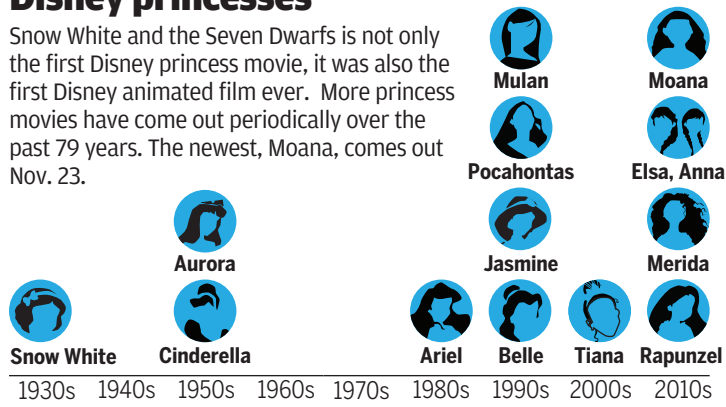 Disney princesses
Snow White and the Seven Dwarfs is not only
the first Disney princess movie, it was also the
first Disney animated film ever. More princess
movies have come out periodically over the
past 79 years. The newest, Moana, comes out
Nov. 23.
Mulan Moana
Pocahontas Elsa, Anna
Aurora Jasmine Merida
Snow White Cinderella Ariel Belle Tiana Rapunzel
1930s 1940s 1950s 1960s 1970s 1980s 1990s 2000s 2010s